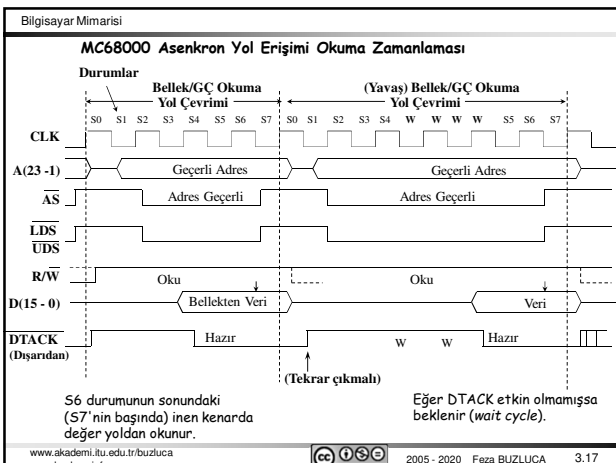 Bilgisayar Mimarisi
MC68000 Asenkron Yol Erişimi Okuma Zamanlaması
Durumlar
Bellek/GÇ Okuma
Yol Çevrimi
(Yavaş) Bellek/GÇ Okuma
Yol Çevrimi
S0 S1 S2 S3 S4 S5 S6 S7 S0 S1 S2 S3 S4 W W W W S5 S6 S7
CLK
A(23 -1) Geçerli Adres Geçerli Adres
AS Adres Geçerli Adres Geçerli
LDS
UDS
R/W Oku Oku
D(15 - 0) Bellekten Veri Veri
DTACK Hazır W W Hazır
(Dışarıdan)
(Tekrar çıkmalı)
S6 durumunun sonundaki
(S7'nin başında) inen kenarda
değer yoldan okunur.
Eğer DTACK etkin olmamışsa
beklenir (wait cycle).
www.akademi.itu.edu.tr/buzluca
cc
2005 - 2020 Feza BUZLUCA 3.17